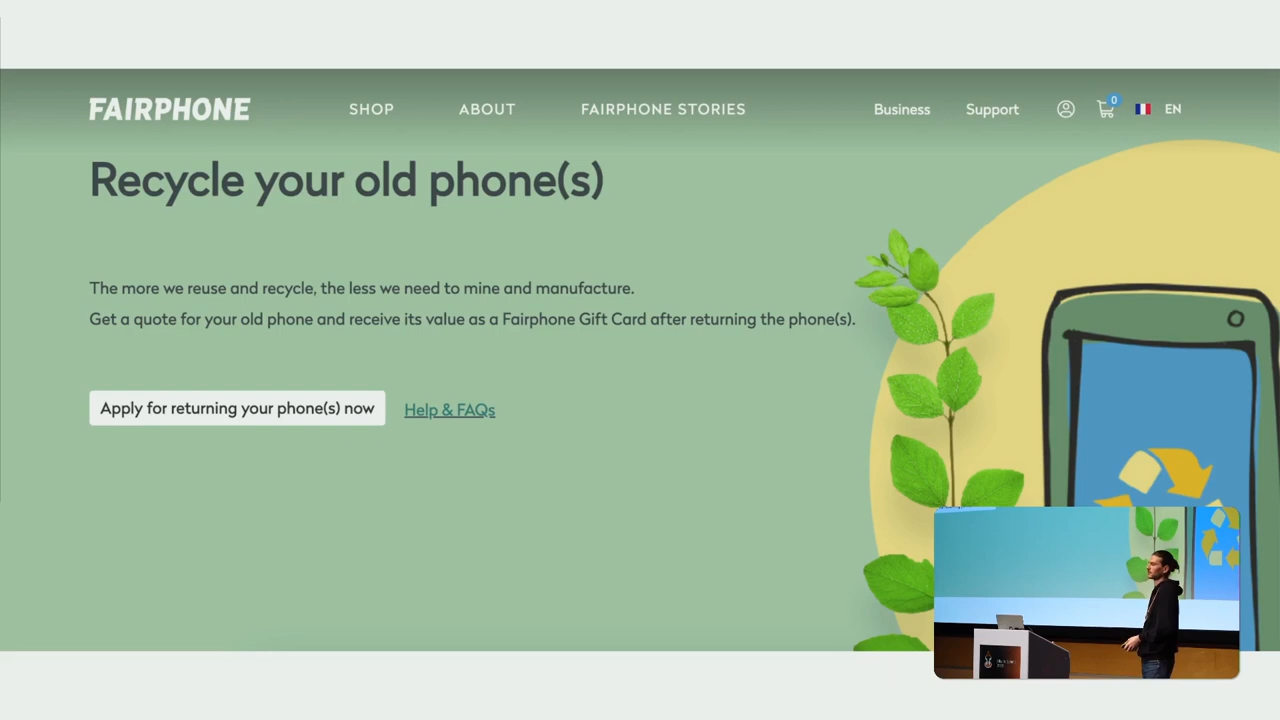 FAIRPHONE
SHOP
ABOUT
FAIRPHONE STORIES
Business
Support
0
EN
Recycle your old phone(s)
The more we reuse and recycle, the less we need to mine and manufacture.
Get a quote for your old phone and receive its value as a Fairphone Gift Card after returning the phone(s).
Apply for returning your phone(s) now
Help & FAQs